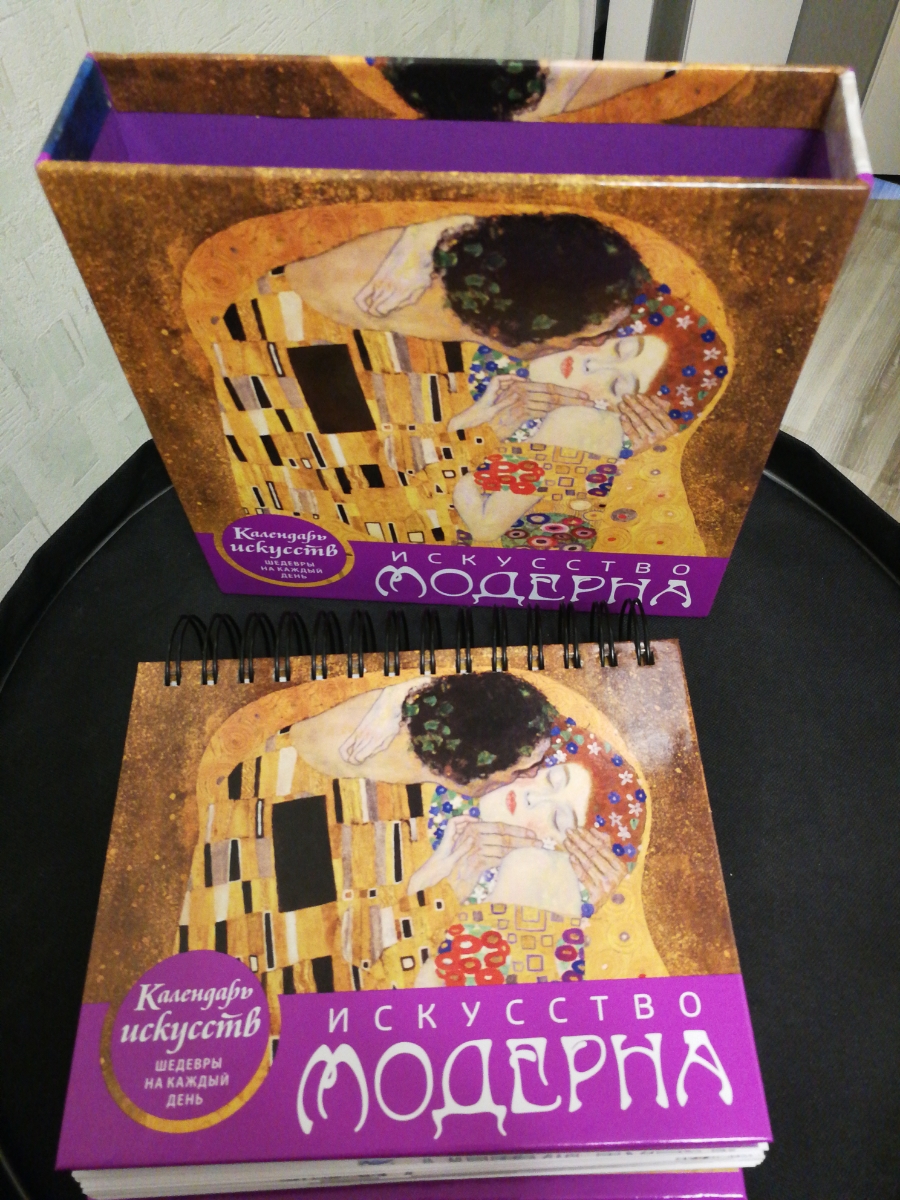 Календарь
искусств
ШЕДЕВРЫ
НА КАЖДЫЙ
ДЕНЬ
ИСКУССТВО
МОДЕРНА
Календарь
искусств
ШЕДЕВРЫ
НА КАЖДЫЙ
ДЕНЬ
ИСКУССТВО
МОДЕРНА